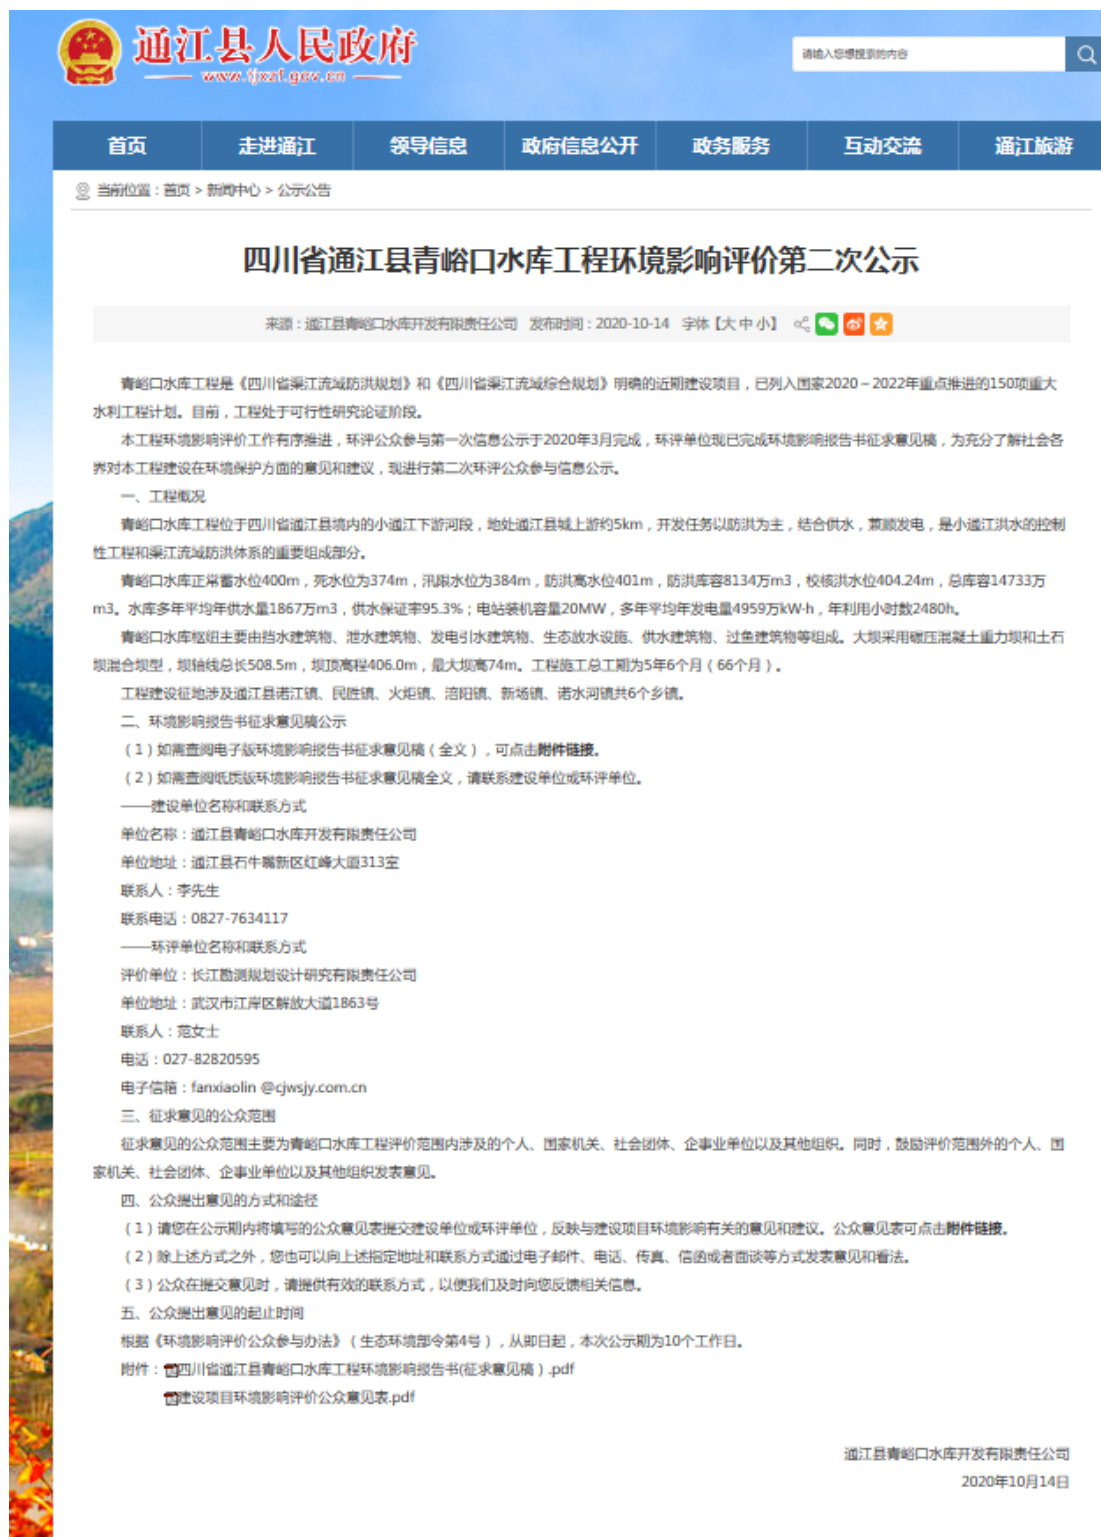 通江县人民政府
www.tjxzf.gov.cn
请输入您想搜索的内容
首页 走进通江 领导信息 政府信息公开 政务服务 互动交流 通江旅游
当前位置：首页 > 新闻中心 > 公示公告
四川省通江县青峪口水库工程环境影响评价第二次公示
来源：通江县青峪口水库开发有限责任公司 发布时间：2020-10-14 字体【大 中 小】
青峪口水库工程是《四川省渠江流域防洪规划》和《四川省渠江流域综合规划》明确的近期建设项目，已列入国家2020～2022年重点推进的150项重大
水利工程计划。目前，工程处于可行性研究论证阶段。
本工程环境影响评价工作有序推进，环评公众参与第一次信息公示于2020年3月完成，环评单位现已完成环境影响报告书征求意见稿，为充分了解社会各
界对本工程建设在环境保护方面的意见和建议，现进行第二次环评公众参与信息公示。
一、工程概况
青峪口水库工程位于四川省通江县境内的小通江下游河段，地处通江县城上游约5km，开发任务以防洪为主，结合供水，兼顾发电，是小通江洪水的控制
性工程和渠江流域防洪体系的重要组成部分。
青峪口水库正常蓄水位400m，死水位为374m，汛限水位为384m，防洪高水位401m，防洪库容8134万m3，校核洪水位404.24m，总库容14733万
m3。水库多年平均年供水量1867万m3，供水保证率95.3%；电站装机容量20MW，多年平均年发电量4959万kW·h，年利用小时数2480h。
青峪口水库枢纽主要由挡水建筑物、泄水建筑物、发电引水建筑物、生态放水设施、供水建筑物、过鱼建筑物等组成。大坝采用碾压混凝土重力坝和土石
坝混合坝型，坝轴线总长508.5m，坝顶高程406.0m，最大坝高74m。工程施工总工期为5年6个月（66个月）。
工程建设征地涉及通江县诺江镇、民胜镇、火炬镇、涪阳镇、新场镇、诺水河镇共6个乡镇。
二、环境影响报告书征求意见稿公示
（1）如需查阅电子版环境影响报告书征求意见稿（全文），可点击附件链接。
（2）如需查阅纸质版环境影响报告书征求意见稿全文，请联系建设单位或环评单位。
——建设单位名称和联系方式
单位名称：通江县青峪口水库开发有限责任公司
单位地址：通江县石牛嘴新区红峰大道313室
联系人：李先生
联系电话：0827-7634117
——环评单位名称和联系方式
评价单位：长江勘测规划设计研究有限责任公司
单位地址：武汉市江岸区解放大道1863号
联系人：范女士
电话：027-82820595
电子信箱：fanxiaolin @cjwsjy.com.cn
三、征求意见的公众范围
征求意见的公众范围主要为青峪口水库工程评价范围内涉及的个人、国家机关、社会团体、企事业单位以及其他组织。同时，鼓励评价范围外的个人、国
家机关、社会团体、企事业单位以及其他组织发表意见。
四、公众提出意见的方式和途径
（1）请您在公示期内将填写的公众意见表提交建设单位或环评单位，反映与建设项目环境影响有关的意见和建议。公众意见表可点击附件链接。
（2）除上述方式之外，您也可以向上述指定地址和联系方式通过电子邮件、电话、传真、信函或者面谈等方式发表意见和看法。
（3）公众在提交意见时，请提供有效的联系方式，以便我们及时向您反馈相关信息。
五、公众提出意见的起止时间
根据《环境影响评价公众参与办法》（生态环境部令第4号），从即日起，本次公示期为10个工作日。
附件：四川省通江县青峪口水库工程环境影响报告书(征求意见稿）.pdf
建设项目环境影响评价公众意见表.pdf
通江县青峪口水库开发有限责任公司
2020年10月14日